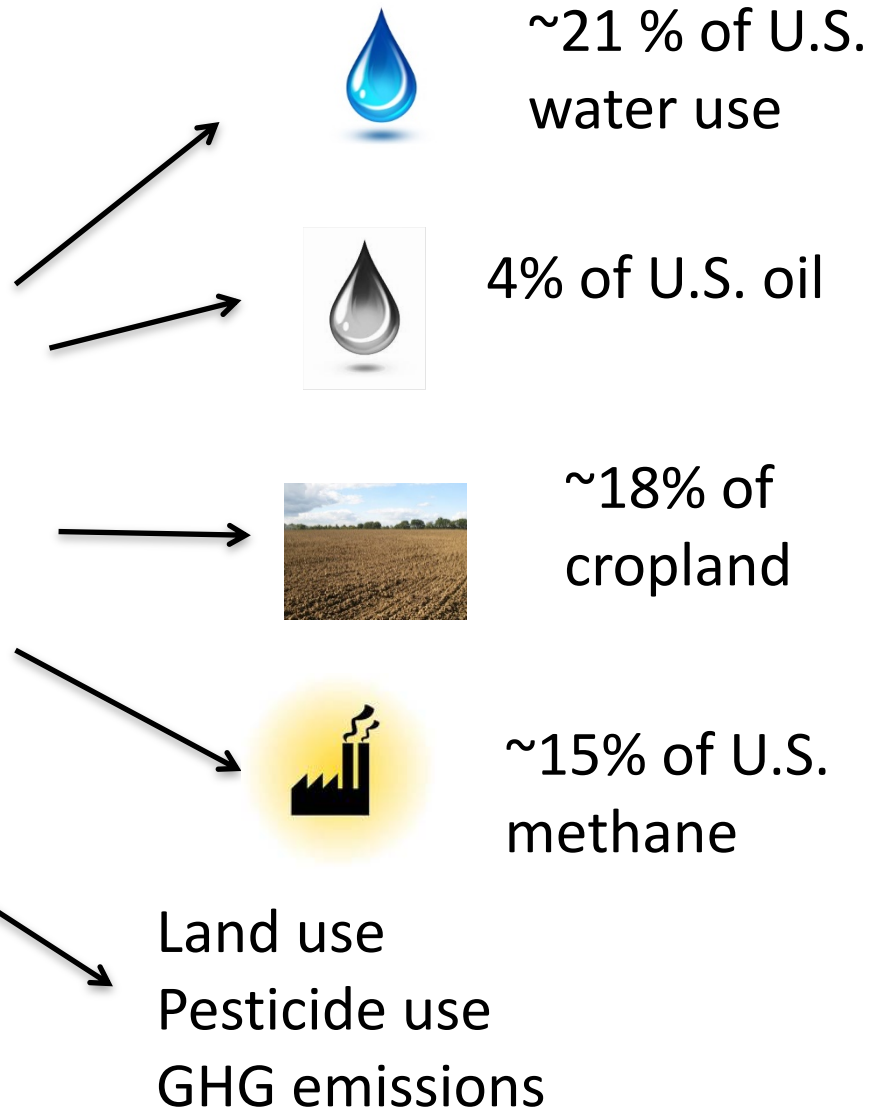 ~21 % of U.S.
water use
4% of U.S. oil
~18% of
cropland
~15% of U.S.
methane
Land use
Pesticide use
GHG emissions